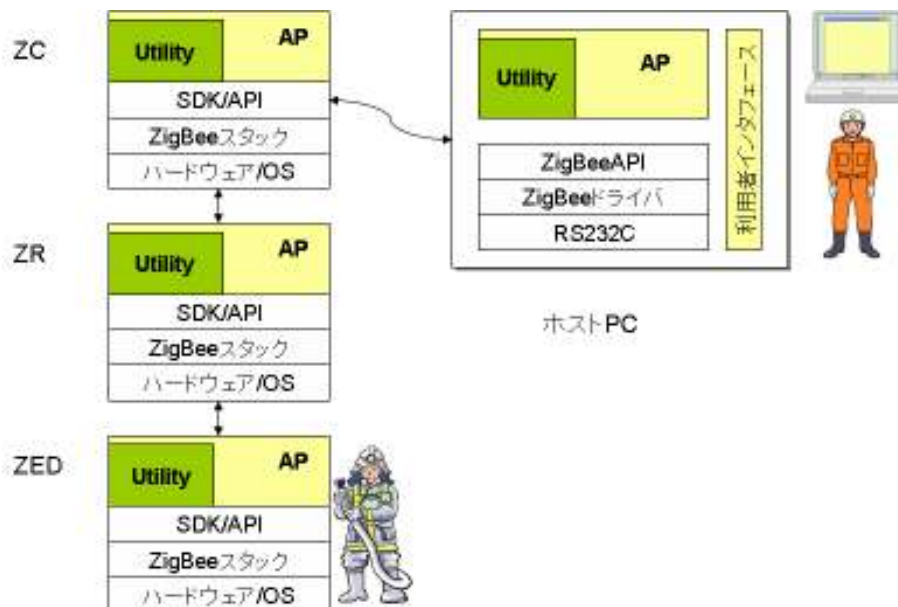 ZC
Utility
AP
SDK/API
ZigBeeスタック
ハードウェア/OS
Utility
AP
ZigBeeAPI
ZigBeeドライバ
RS232C
利用者インタフェース
ホストPC
ZR
Utility
AP
SDK/API
ZigBeeスタック
ハードウェア/OS
ZED
Utility
AP
SDK/API
ZigBeeスタック
ハードウェア/OS